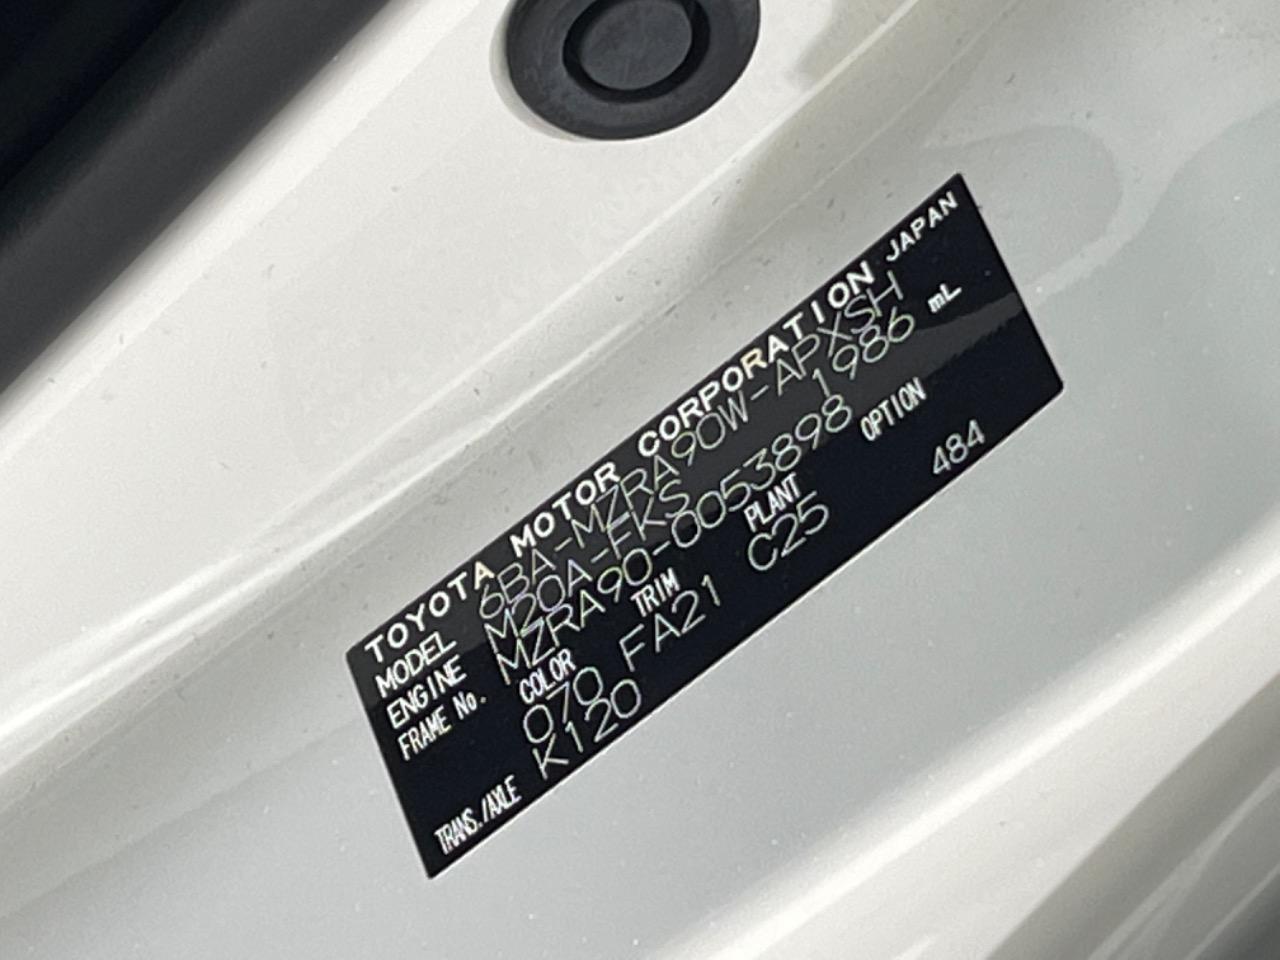 TOYOTA MOTOR CORPORATION JAPAN
MODEL 6BA-MZRA90W-APXSH
ENGINE M20A-FKS 1986 mL
FRAME No. MZRA90-0053898
COLOR TRIM PLANT OPTION
070 FA21 C25 484
TRANS./AXLE K120